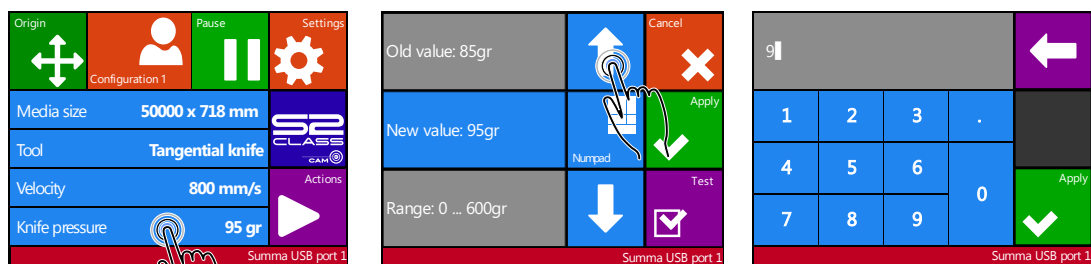 Origin
Pause
Settings
Configuration 1
Media size 50000 x 718 mm
Tool Tangential knife
Velocity 800 mm/s
Knife pressure 95 gr
S2
CLASS
CAM
Actions
Summa USB port 1
Old value: 85gr
Cancel
New value: 95gr
Apply
Numpad
Range: 0 ... 600gr
Test
Summa USB port 1
9
1 2 3 .
4 5 6
0
7 8 9
Apply
Summa USB port 1